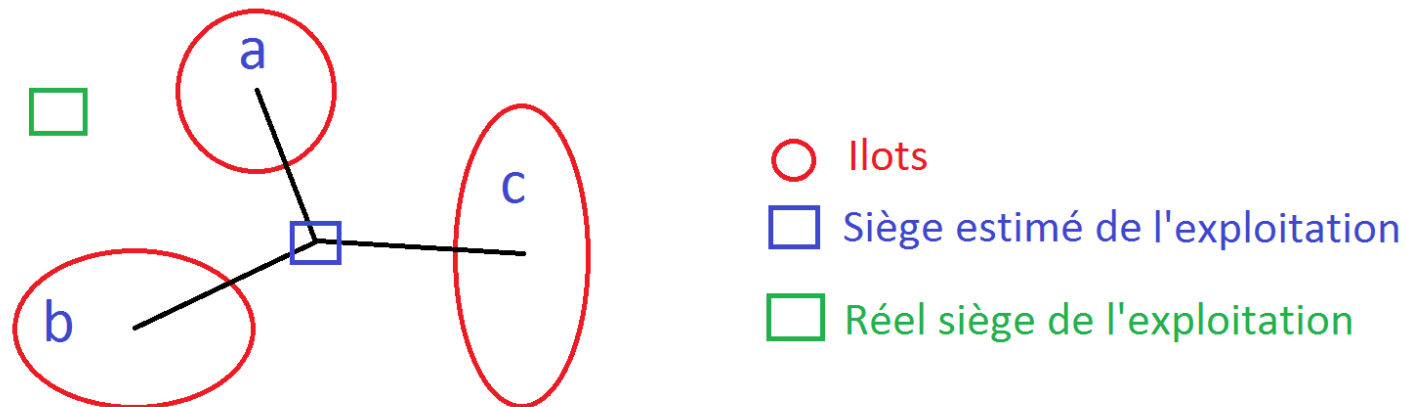 a
b
c
Ilots
Siège estimé de l'exploitation
Réel siège de l'exploitation